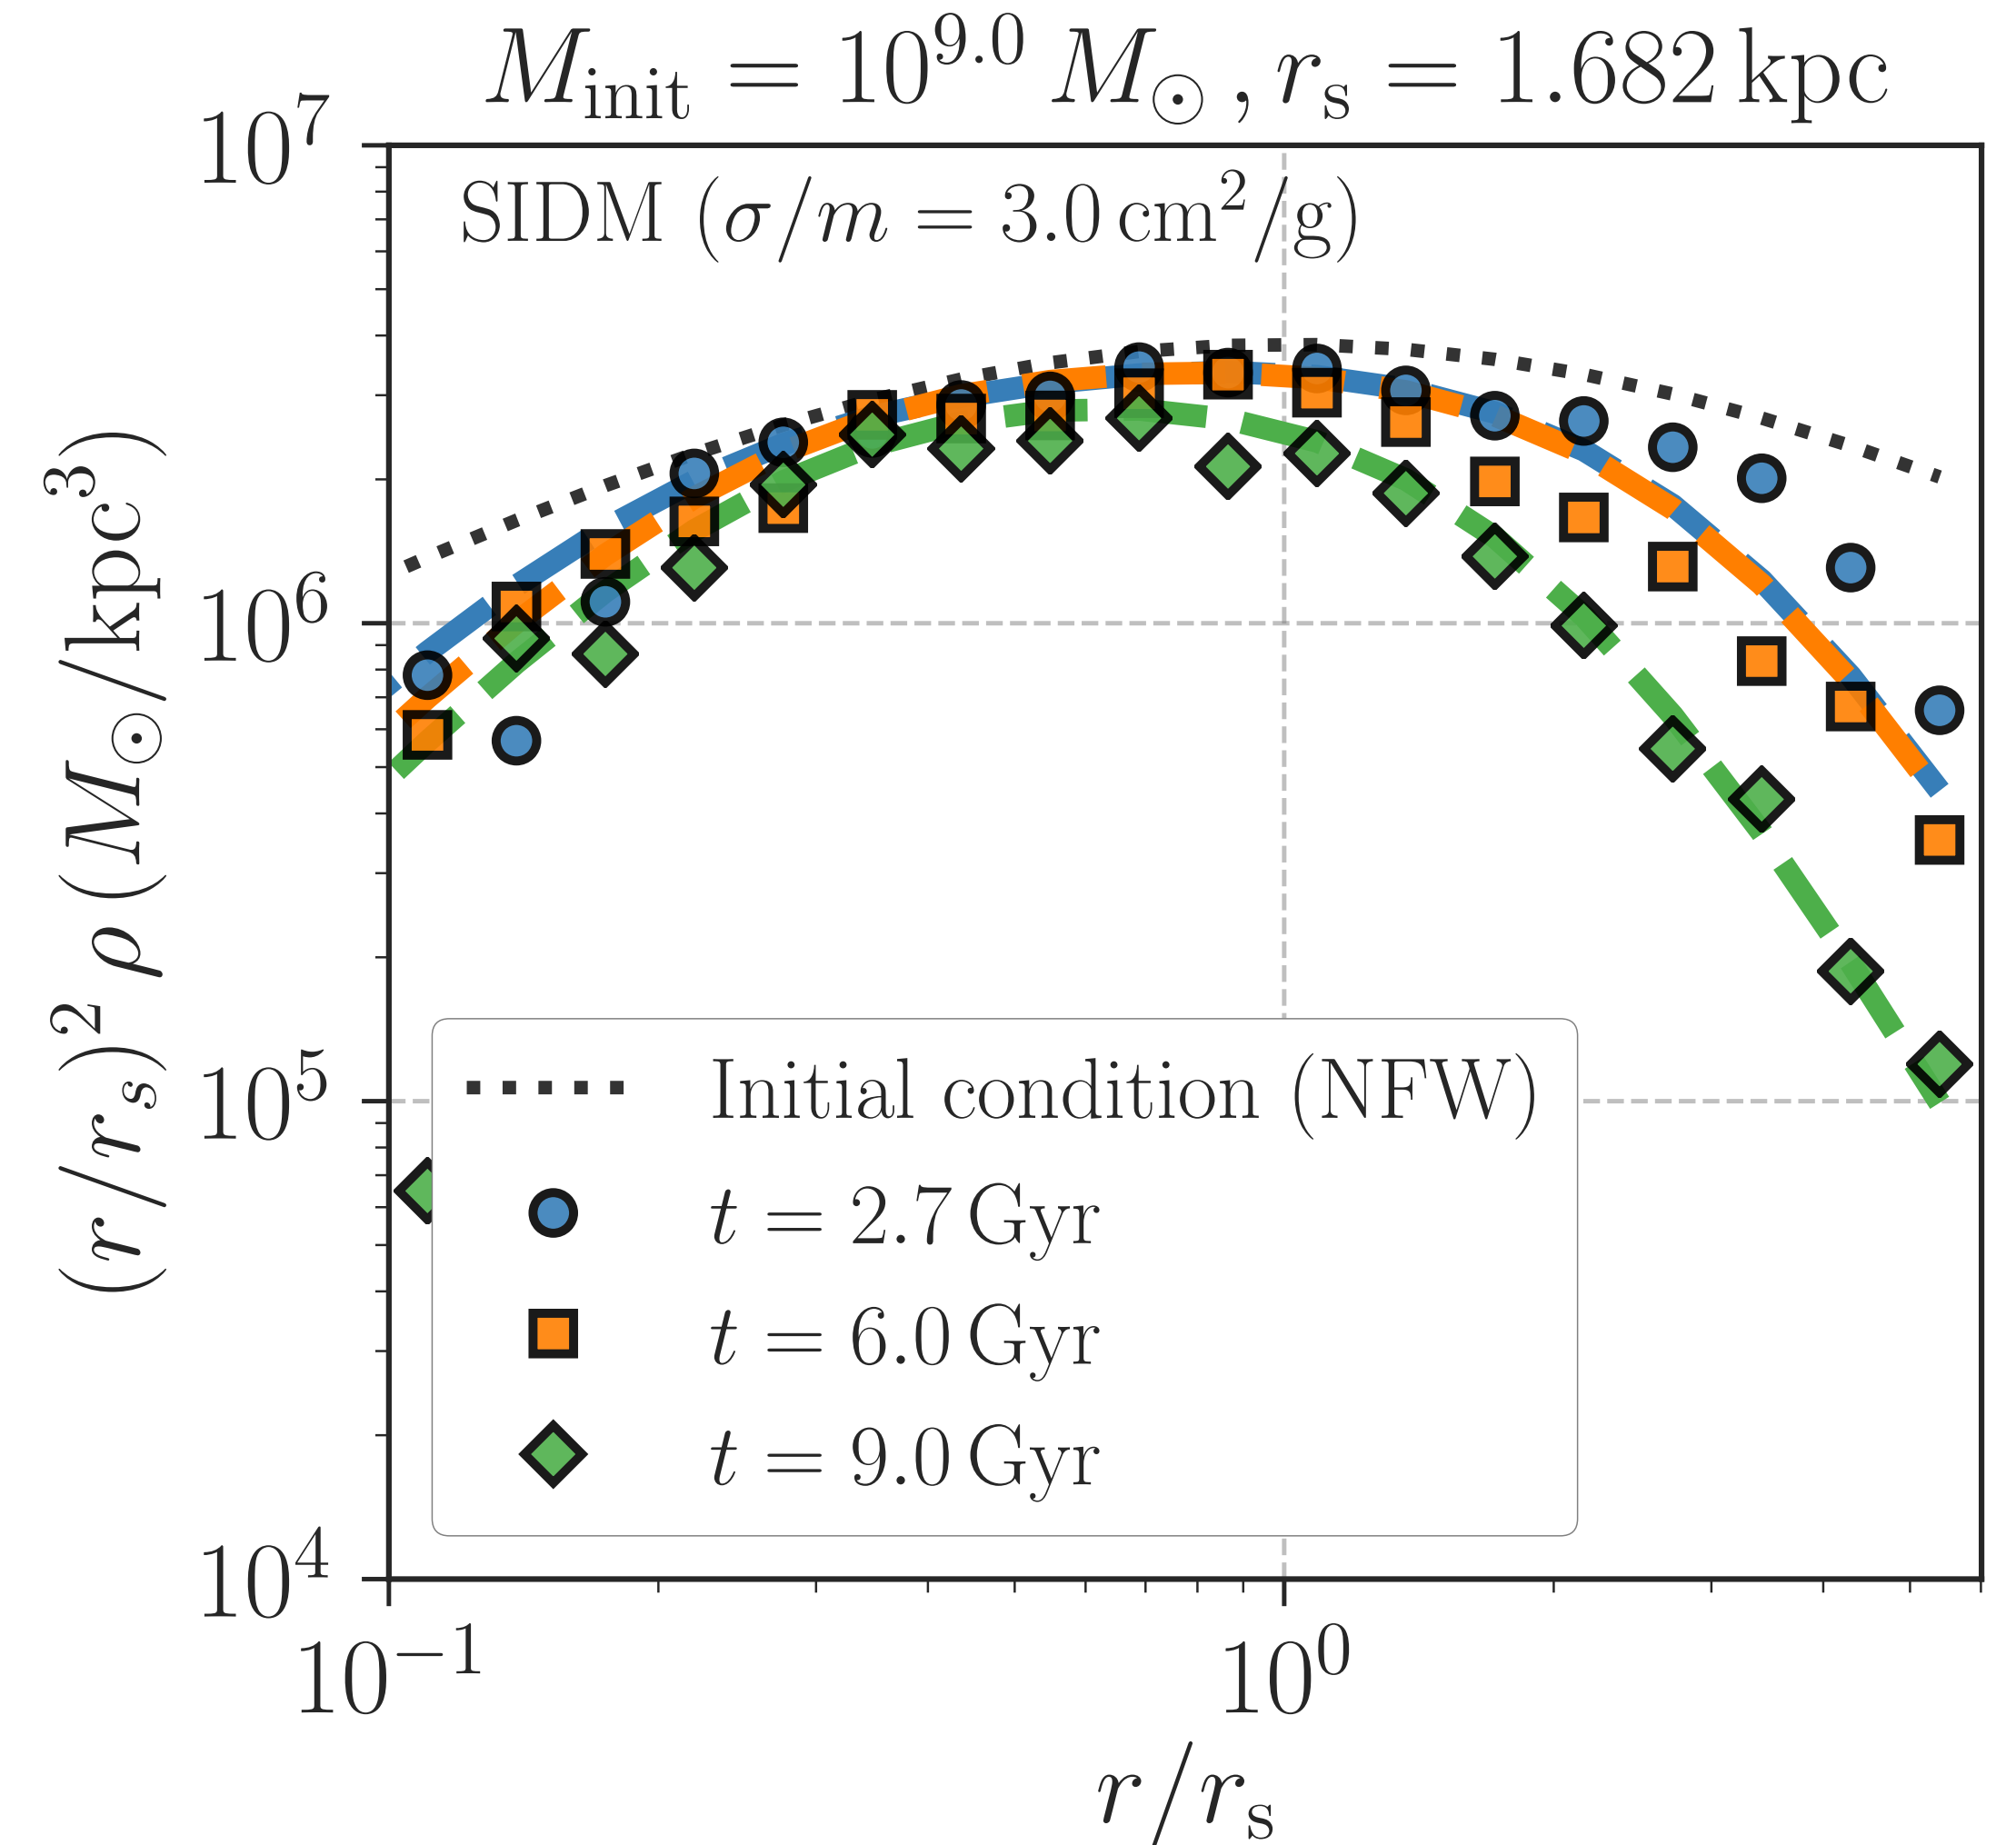 M_init = 10^9.0 M_⊙, r_s = 1.682 kpc
SIDM (σ/m = 3.0 cm²/g)
10^7
10^6
10^5
10^4
(r/r_s)² ρ (M_⊙/kpc³)
Initial condition (NFW)
t = 2.7 Gyr
t = 6.0 Gyr
t = 9.0 Gyr
10^−1
10^0
r/r_s